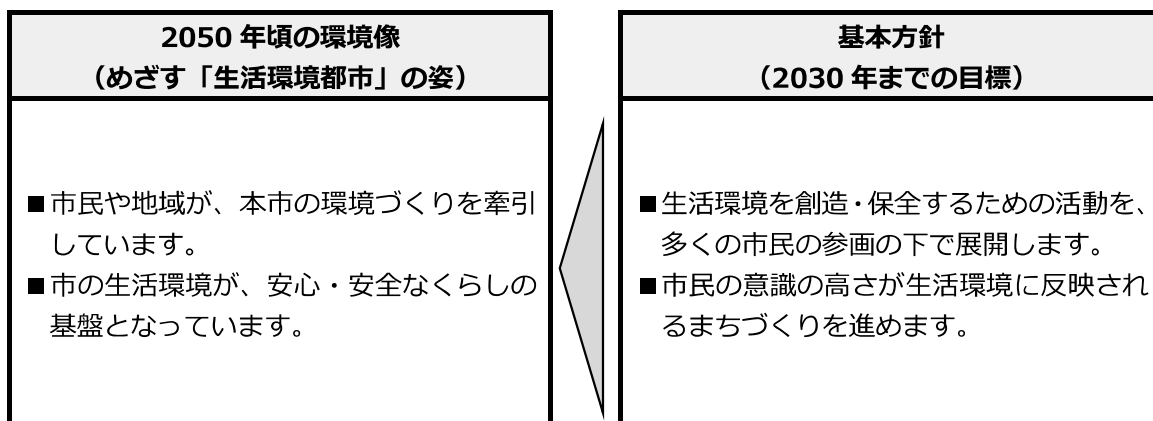 2050 年頃の環境像
（めざす「生活環境都市」の姿）
■市民や地域が、本市の環境づくりを牽引
しています。
■市の生活環境が、安心・安全なくらしの
基盤となっています。
基本方針
（2030 年までの目標）
■生活環境を創造・保全するための活動を、
多くの市民の参画の下で展開します。
■市民の意識の高さが生活環境に反映され
るまちづくりを進めます。